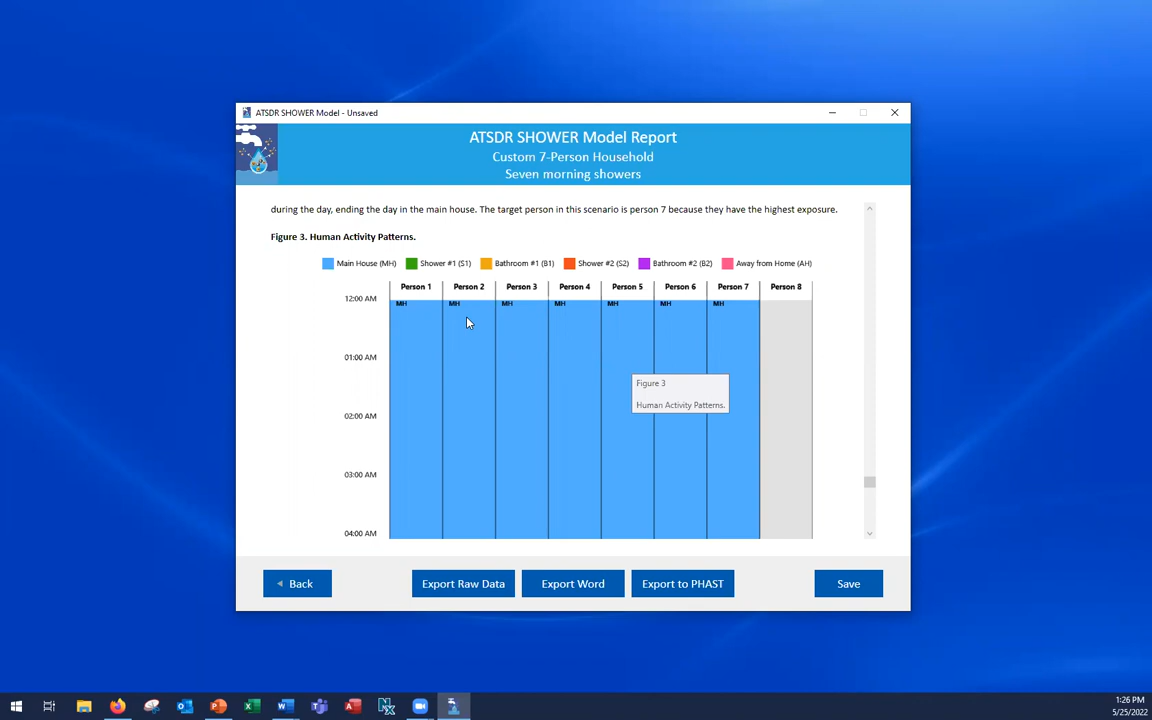 ATSDR SHOWER Model - Unsaved
ATSDR SHOWER Model Report
Custom 7-Person Household
Seven morning showers
during the day, ending the day in the main house. The target person in this scenario is person 7 because they have the highest exposure.
Figure 3. Human Activity Patterns.
Main House (MH) Shower #1 (S1) Bathroom #1 (B1) Shower #2 (S2) Bathroom #2 (B2) Away from Home (AH)
Person 1 Person 2 Person 3 Person 4 Person 5 Person 6 Person 7 Person 8
12:00 AM
MH MH MH MH MH MH MH
01:00 AM
Figure 3
Human Activity Patterns.
02:00 AM
03:00 AM
04:00 AM
Back Export Raw Data Export Word Export to PHAST Save
1:26 PM
5/25/2022